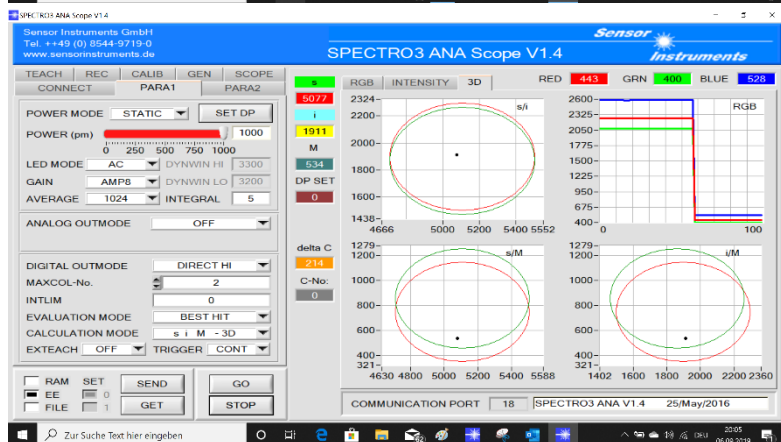 SPECTRO3 ANA Scope V1.4
Sensor Instruments GmbH
Tel. ++49 (0) 8544-9719-0
www.sensorinstruments.de
SPECTRO3 ANA Scope V1.4
Sensor
Instruments
TEACH REC CALIB GEN SCOPE
CONNECT PARA1 PARA2
POWER MODE STATIC SET DP
POWER (pm) 1000
0 250 500 750 1000
LED MODE AC DYNWIN HI 3300
GAIN AMP8 DYNWIN LO 3200
AVERAGE 1024 INTEGRAL 5
ANALOG OUTMODE OFF
DIGITAL OUTMODE DIRECT HI
MAXCOL-No. 2
INTLIM 0
EVALUATION MODE BEST HIT
CALCULATION MODE s i M - 3D
EXTEACH OFF TRIGGER CONT
RAM SET SEND GO
EE 0
FILE 1 GET STOP
s
5077
i
1911
M
534
DP SET
0
delta C
214
C-No:
0
RGB INTENSITY 3D RED 443 GRN 400 BLUE 528
s/i
2324
2200
2000
1800
1600
1438
4666 5000 5200 5400 5552
RGB
2600
2325
2050
1775
1500
1225
950
675
400
0 100
s/M
1279
1200
1000
800
600
400
321
4630 4800 5000 5200 5400 5588
i/M
1279
1200
1000
800
600
400
321
1402 1600 1800 2000 2200 2360
COMMUNICATION PORT 18 SPECTRO3 ANA V1.4 25/May/2016
Zur Suche Text hier eingeben
DEU
20:05
06.08.2019